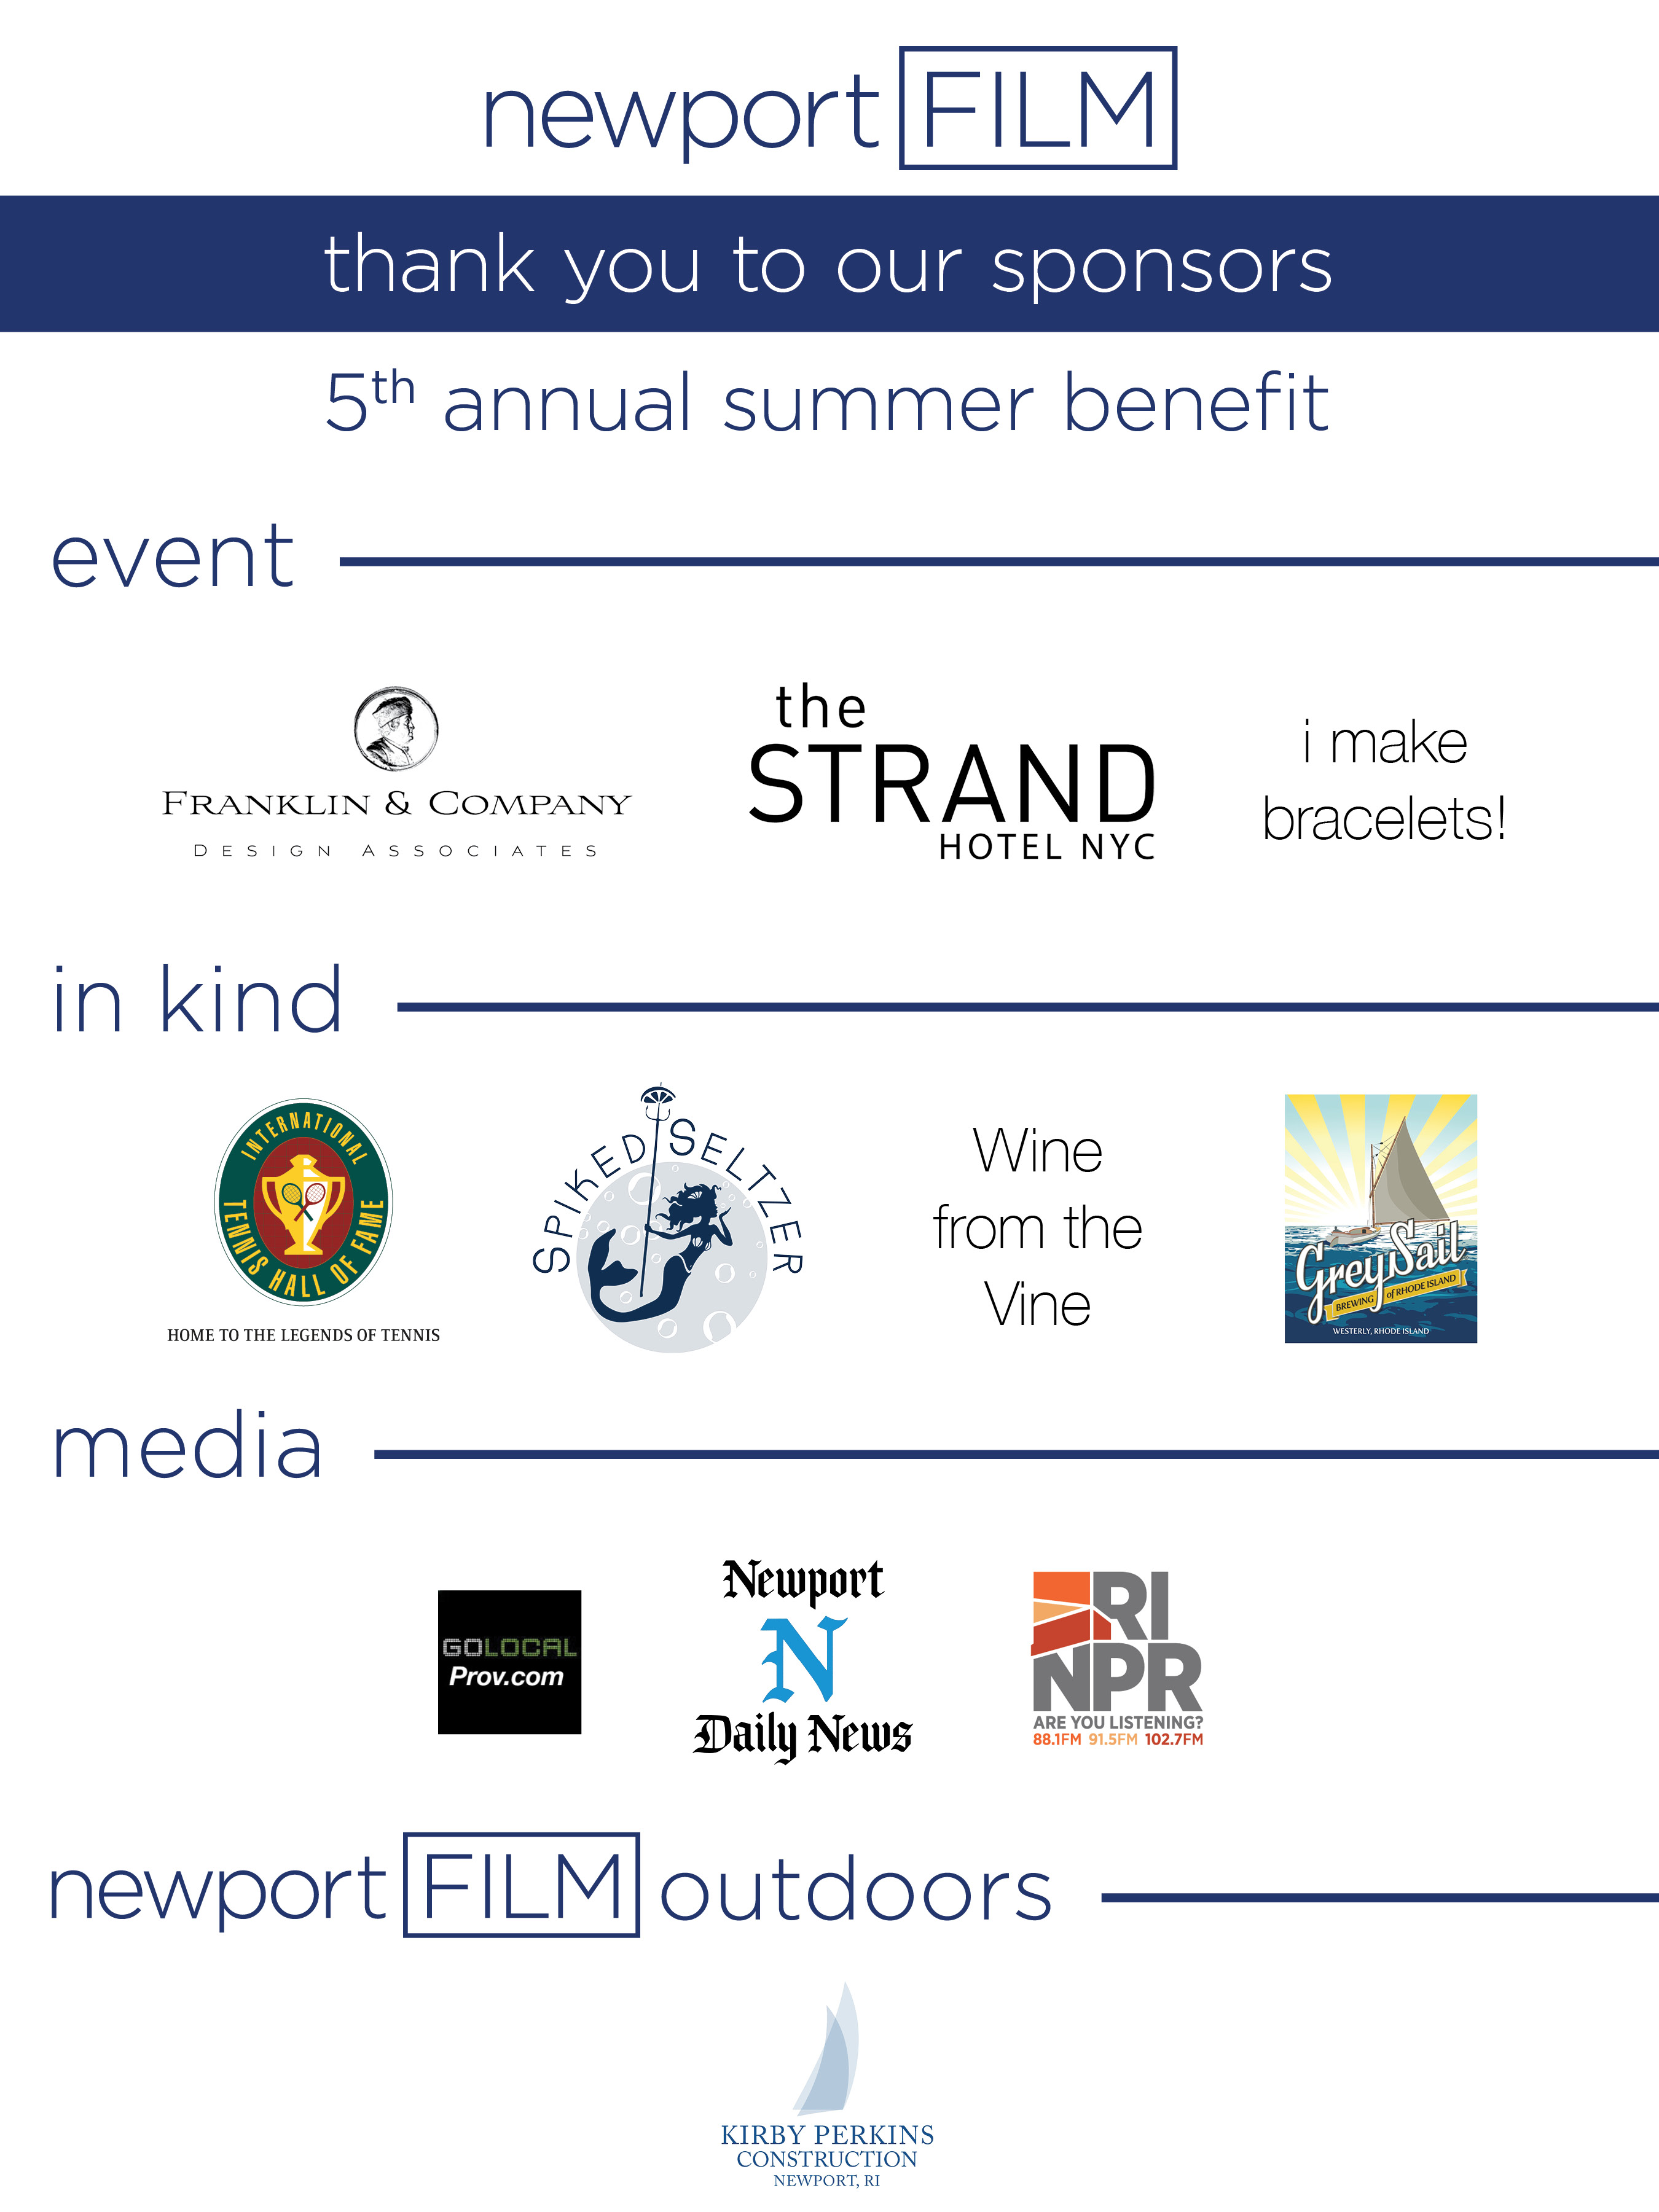 newport FILM
thank you to our sponsors
5th annual summer benefit
event
FRANKLIN & COMPANY
DESIGN ASSOCIATES
the
STRAND
HOTEL NYC
i make
bracelets!
in kind
INTERNATIONAL
TENNIS HALL OF FAME
HOME TO THE LEGENDS OF TENNIS
SPIKED SELTZER
Wine
from the
Vine
Grey Sail
BREWING of RHODE ISLAND
WESTERLY, RHODE ISLAND
media
GOLOCAL
Prov.com
Newport
N
Daily News
RI
NPR
ARE YOU LISTENING?
88.1FM 91.5FM 102.7FM
newport FILM outdoors
KIRBY PERKINS
CONSTRUCTION
NEWPORT, RI